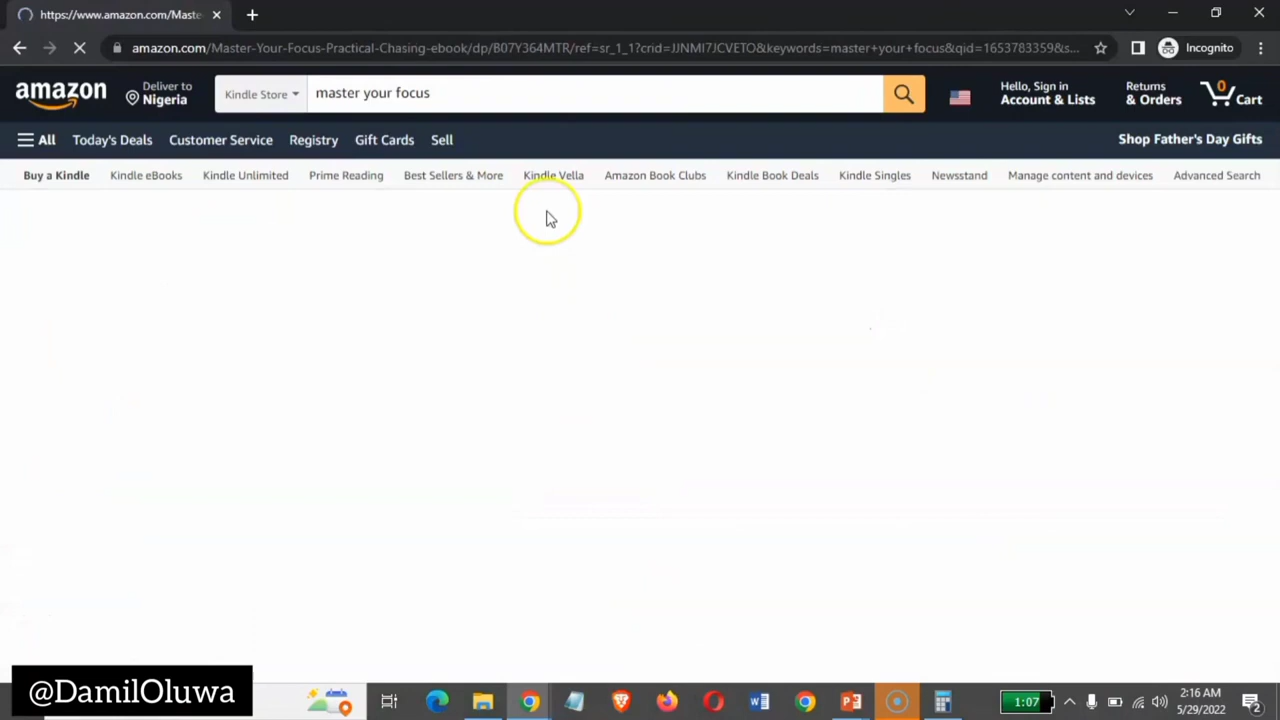 https://www.amazon.com/Maste
amazon.com/Master-Your-Focus-Practical-Chasing-ebook/dp/B07Y364MTR/ref=sr_1_1?crid=JJNMI7JCVETO&keywords=master+your+focus&qid=1653783359&s...
Incognito
amazon
Deliver to
Nigeria
Kindle Store
master your focus
Hello, Sign in
Account & Lists
Returns
& Orders
0
Cart
All
Today's Deals
Customer Service
Registry
Gift Cards
Sell
Shop Father's Day Gifts
Buy a Kindle
Kindle eBooks
Kindle Unlimited
Prime Reading
Best Sellers & More
Kindle Vella
Amazon Book Clubs
Kindle Book Deals
Kindle Singles
Newsstand
Manage content and devices
Advanced Search
@DamilOluwa
1:07
2:16 AM
5/29/2022
2